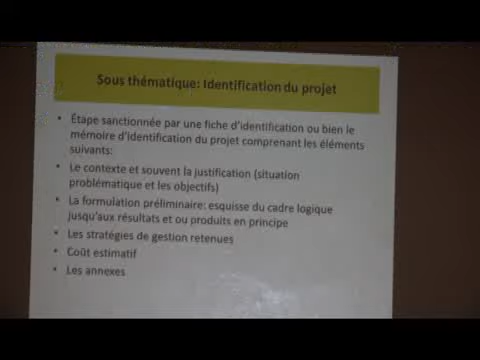 Sous thématique: Identification du projet
• Étape sanctionnée par une fiche d'identification ou bien le
mémoire d'identification du projet comprenant les éléments
suivants:
• Le contexte et souvent la justification (situation
problématique et les objectifs)
• La formulation préliminaire: esquisse du cadre logique
jusqu'aux résultats et ou produits en principe
• Les stratégies de gestion retenues
• Coût estimatif
• Les annexes